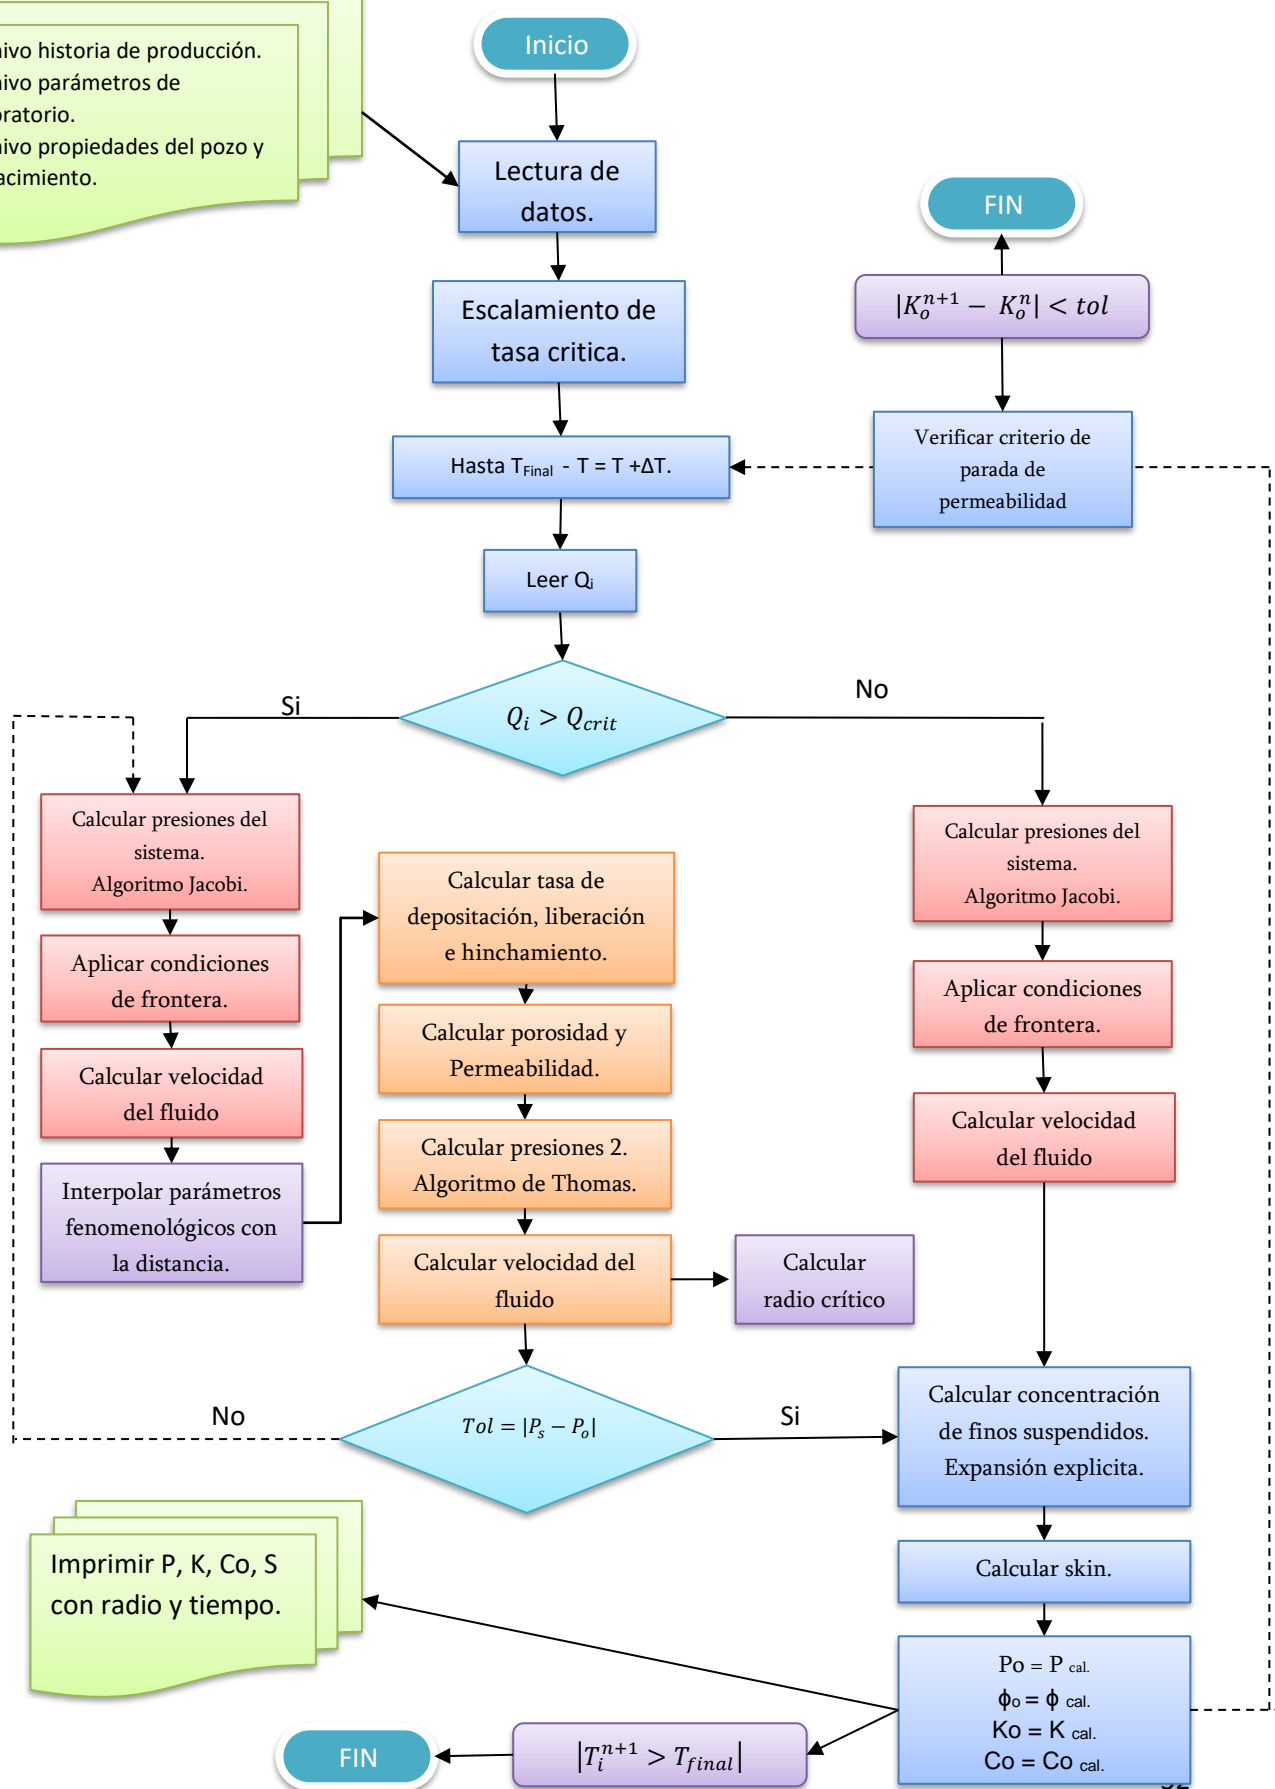 Inicio
ivo historia de producción.
ivo parámetros de
oratorio.
ivo propiedades del pozo y
acimiento.
Lectura de
datos.
FIN
|K_o^{n+1} − K_o^n| < tol
Escalamiento de
tasa critica.
Verificar criterio de
parada de
permeabilidad
Hasta T_Final - T = T +ΔT.
Leer Q_i
Si
Q_i > Q_crit
No
Calcular presiones del
sistema.
Algoritmo Jacobi.
Aplicar condiciones
de frontera.
Calcular velocidad
del fluido
Interpolar parámetros
fenomenológicos con
la distancia.
Calcular tasa de
depositación, liberación
e hinchamiento.
Calcular porosidad y
Permeabilidad.
Calcular presiones 2.
Algoritmo de Thomas.
Calcular velocidad del
fluido
Calcular
radio crítico
Calcular presiones del
sistema.
Algoritmo Jacobi.
Aplicar condiciones
de frontera.
Calcular velocidad
del fluido
No
Tol = |P_s − P_o|
Si
Calcular concentración
de finos suspendidos.
Expansión explicita.
Calcular skin.
Po = P cal.
ϕo = ϕ cal.
Ko = K cal.
Co = Co cal.
Imprimir P, K, Co, S
con radio y tiempo.
FIN
|T_i^{n+1} > T_final|